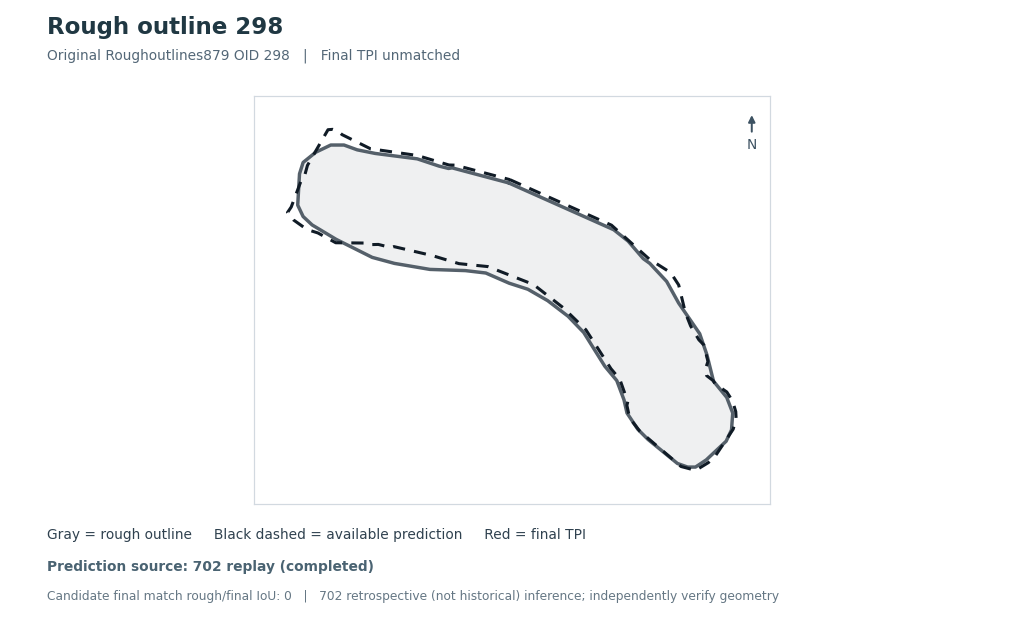 Rough outline 298
Original Roughoutlines879 OID 298   |   Final TPI unmatched
N
Gray = rough outline     Black dashed = available prediction     Red = final TPI
Prediction source: 702 replay (completed)
Candidate final match rough/final IoU: 0   |   702 retrospective (not historical) inference; independently verify geometry